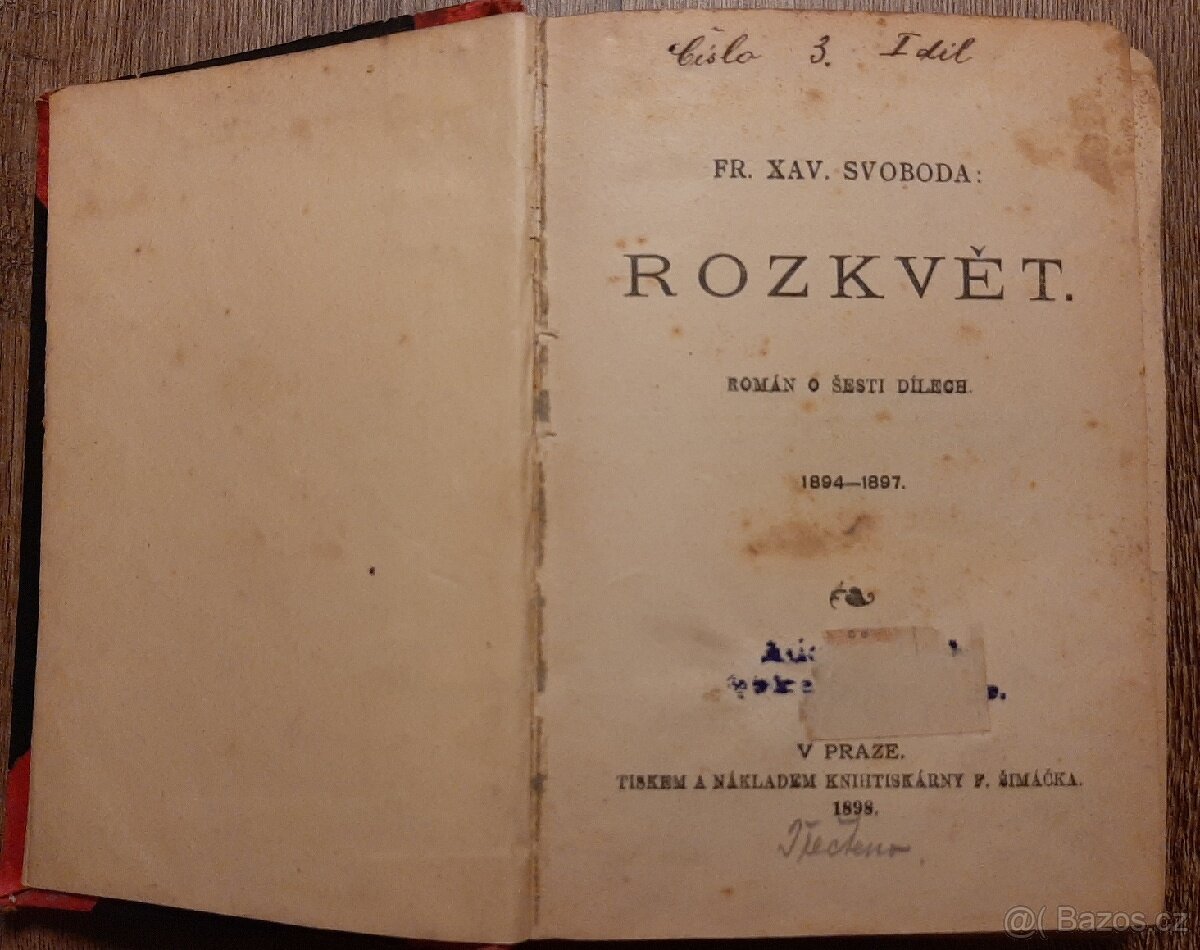 Číslo 3. I díl
FR. XAV. SVOBODA:
ROZKVĚT.
ROMÁN O ŠESTI DÍLECH.
1894—1897.
V PRAZE.
TISKEM A NÁKLADEM KNIHTISKÁRNY F. ŠIMÁČKA.
1898.
Přečteno.
@( Bazos.cz